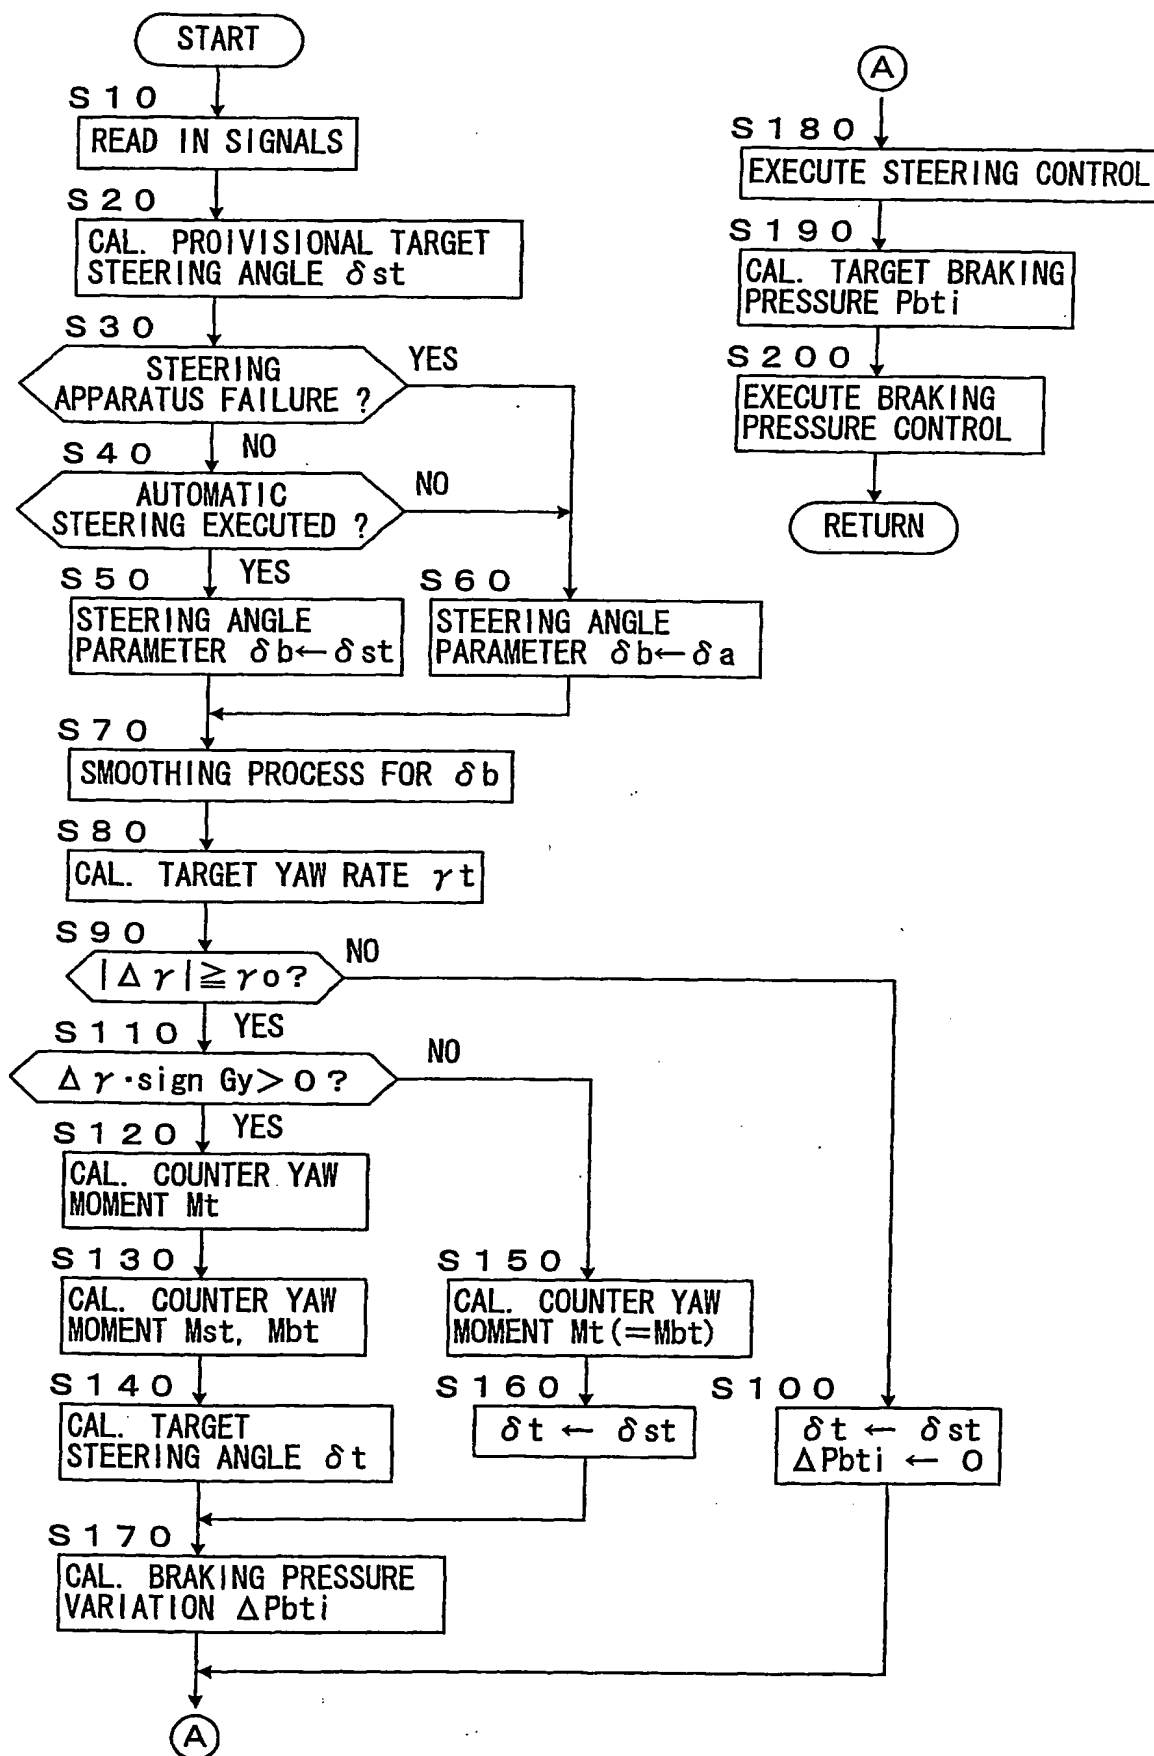 START
S10
READ IN SIGNALS
S20
CAL. PROIVISIONAL TARGET
STEERING ANGLE δst
S30
STEERING
APPARATUS FAILURE ?
YES
NO
S40
AUTOMATIC
STEERING EXECUTED ?
NO
YES
S50
STEERING ANGLE
PARAMETER δb←δst
S60
STEERING ANGLE
PARAMETER δb←δa
S70
SMOOTHING PROCESS FOR δb
S80
CAL. TARGET YAW RATE γt
S90
|Δγ|≧γo?
NO
YES
S110
Δγ·sign Gy>0?
NO
YES
S120
CAL. COUNTER YAW
MOMENT Mt
S130
CAL. COUNTER YAW
MOMENT Mst, Mbt
S140
CAL. TARGET
STEERING ANGLE δt
S150
CAL. COUNTER YAW
MOMENT Mt(=Mbt)
S160
δt ← δst
S100
δt ← δst
ΔPbti ← 0
S170
CAL. BRAKING PRESSURE
VARIATION ΔPbti
A
A
S180
EXECUTE STEERING CONTROL
S190
CAL. TARGET BRAKING
PRESSURE Pbti
S200
EXECUTE BRAKING
PRESSURE CONTROL
RETURN